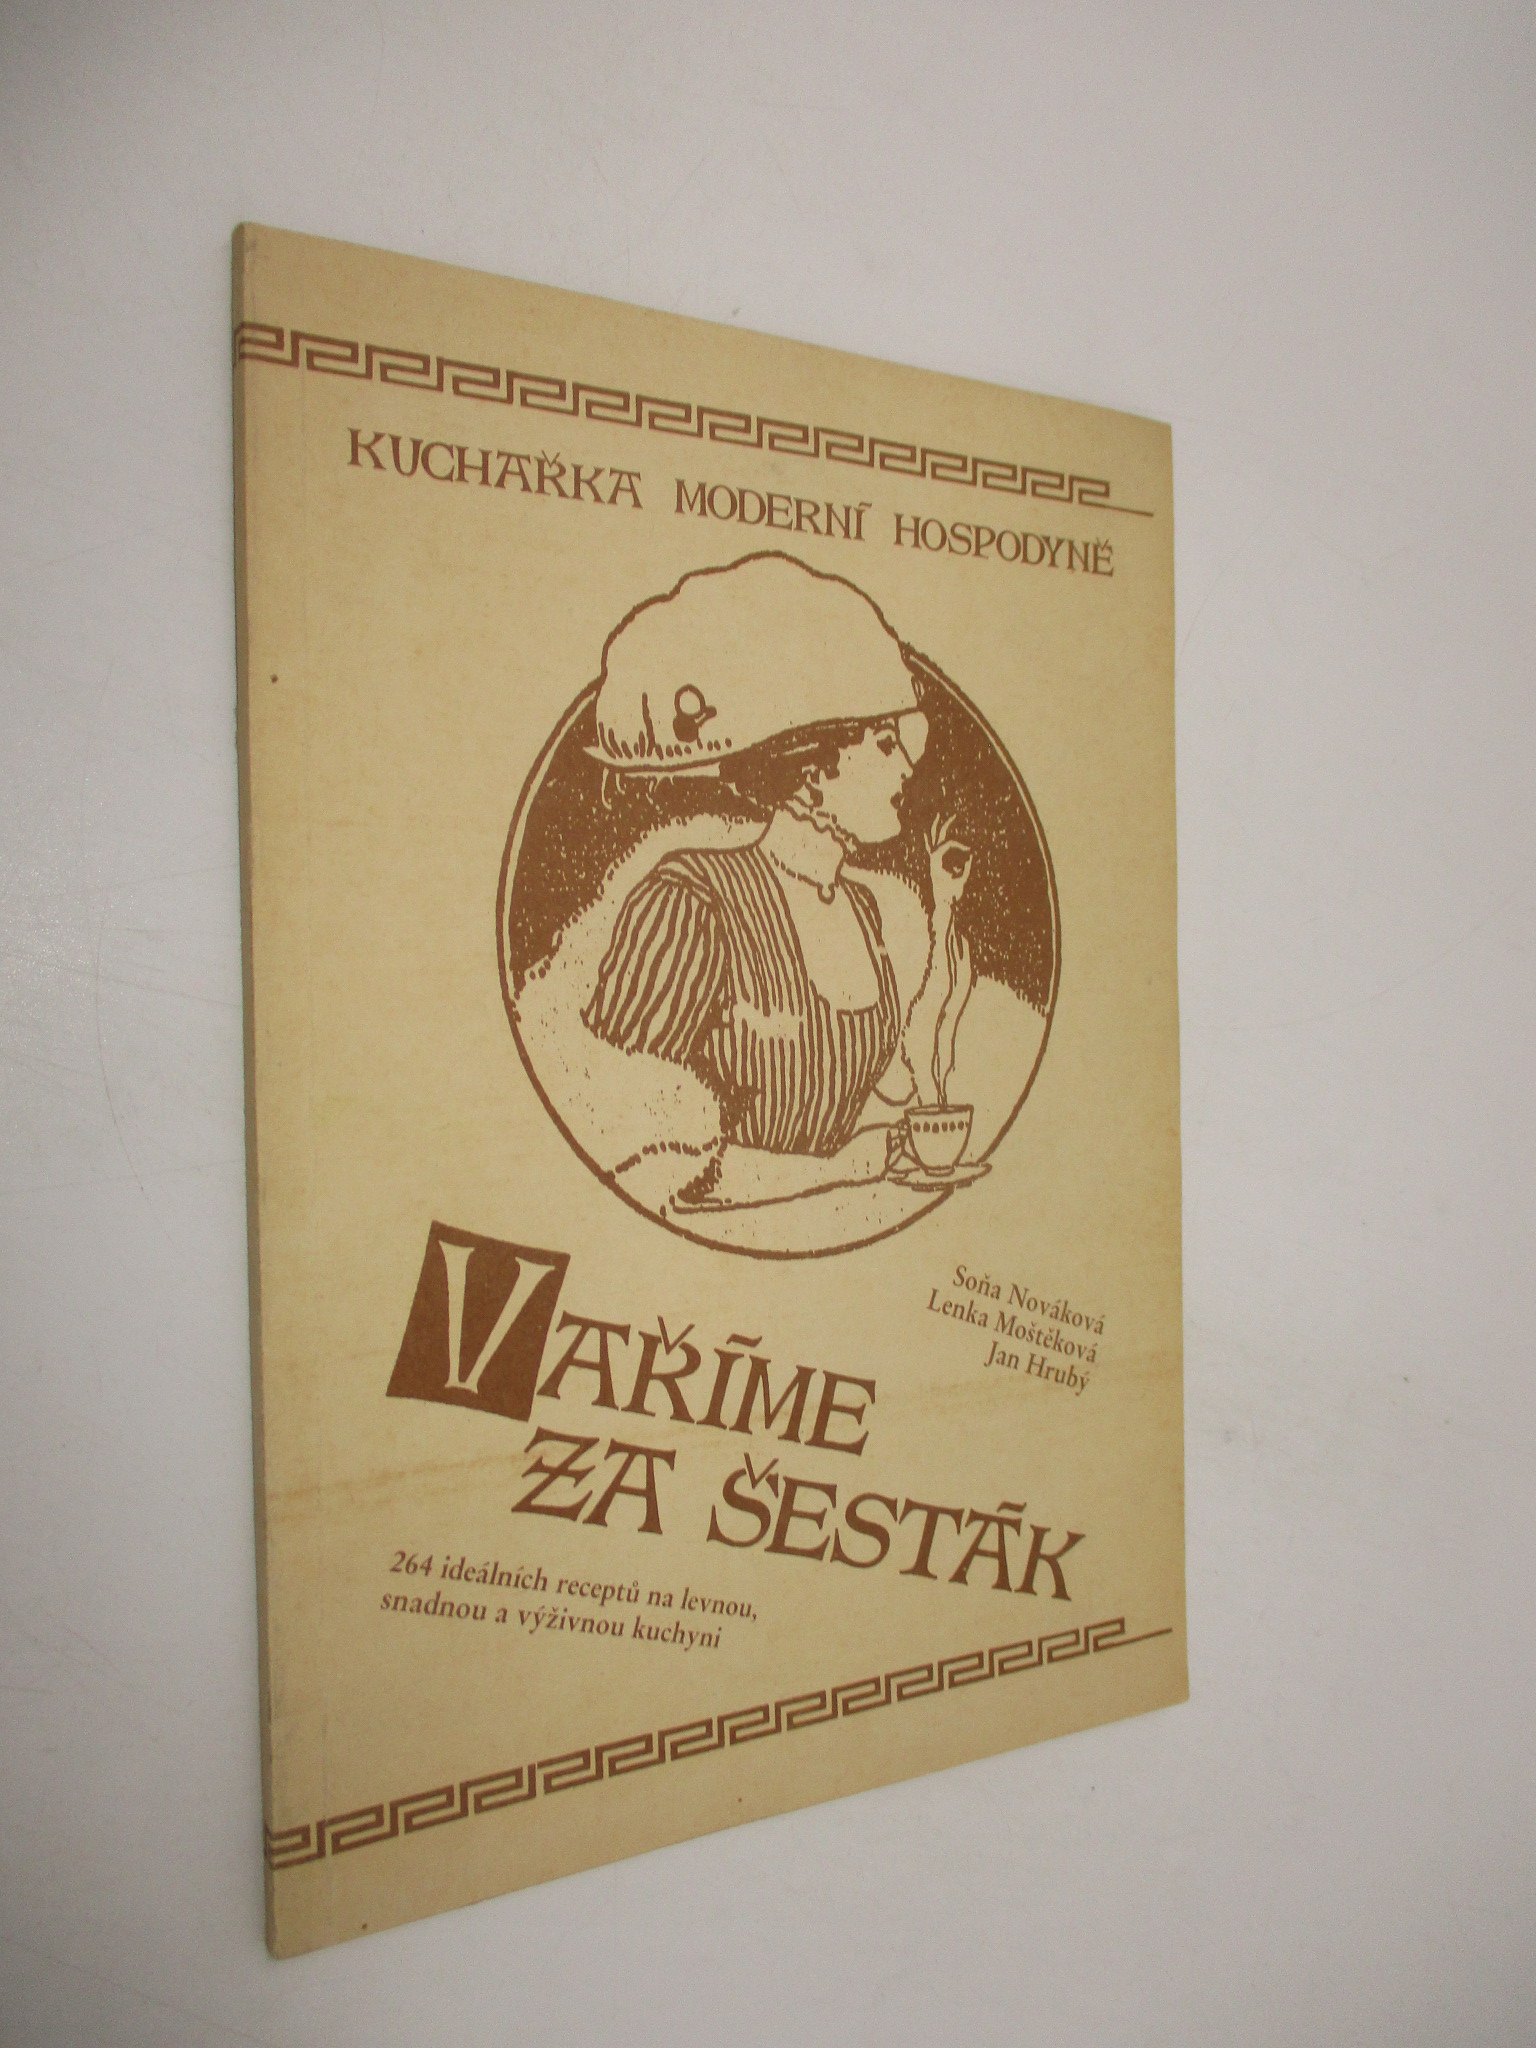 KUCHAŘKA MODERNÍ HOSPODYNĚ
Soňa Nováková
Lenka Moštěková
Jan Hrubý
VAŘÍME
ZA ŠESTÁK
264 ideálních receptů na levnou,
snadnou a výživnou kuchyni